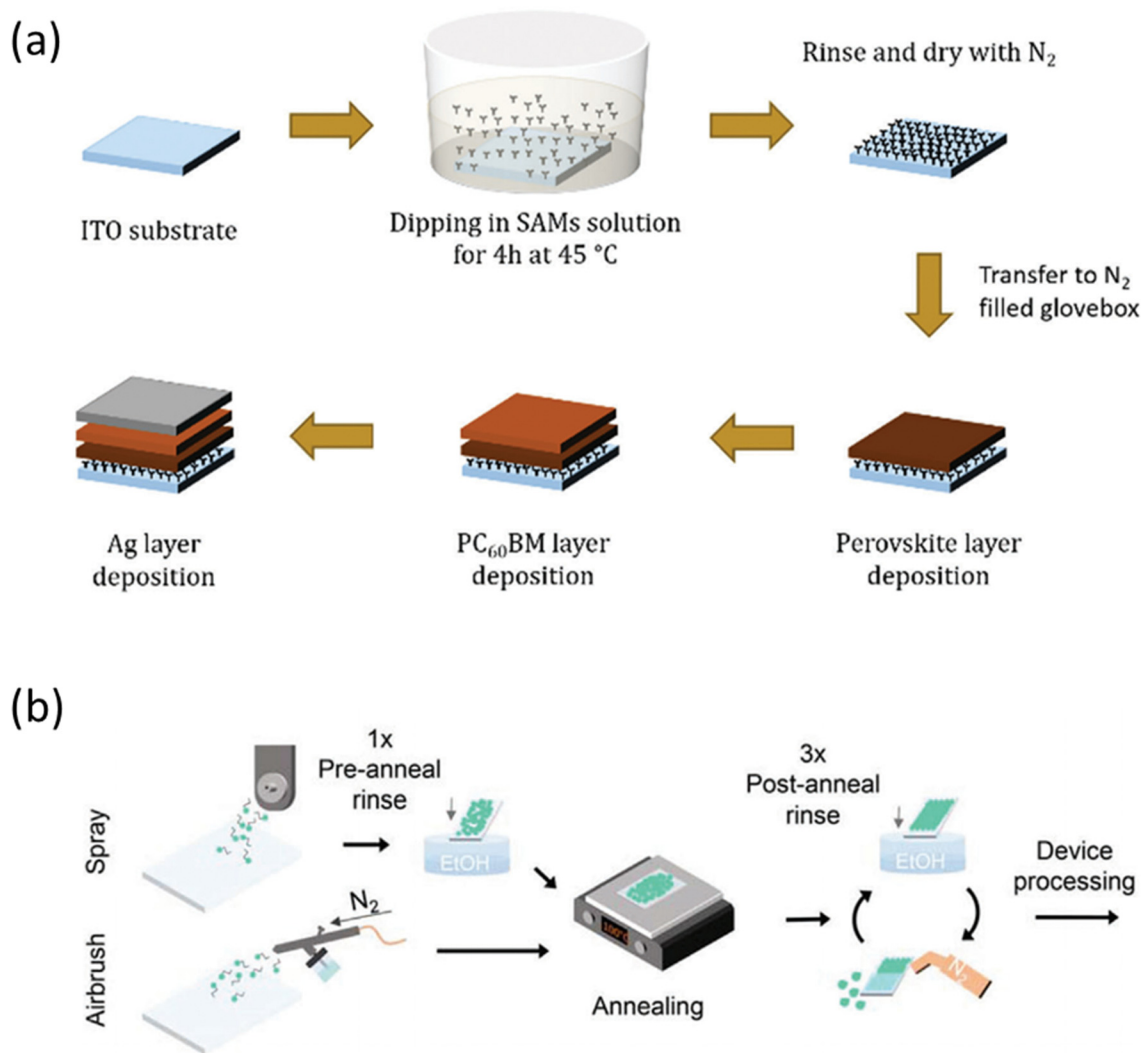 (a)
Rinse and dry with N₂
ITO substrate
Dipping in SAMs solution
for 4h at 45 °C
Transfer to N₂
filled glovebox
Ag layer
deposition
PC₆₀BM layer
deposition
Perovskite layer
deposition
(b)
Spray
1x
Pre-anneal
rinse
EtOH
3x
Post-anneal
rinse
EtOH
Device
processing
Airbrush
N₂
100°C
Annealing
N₂